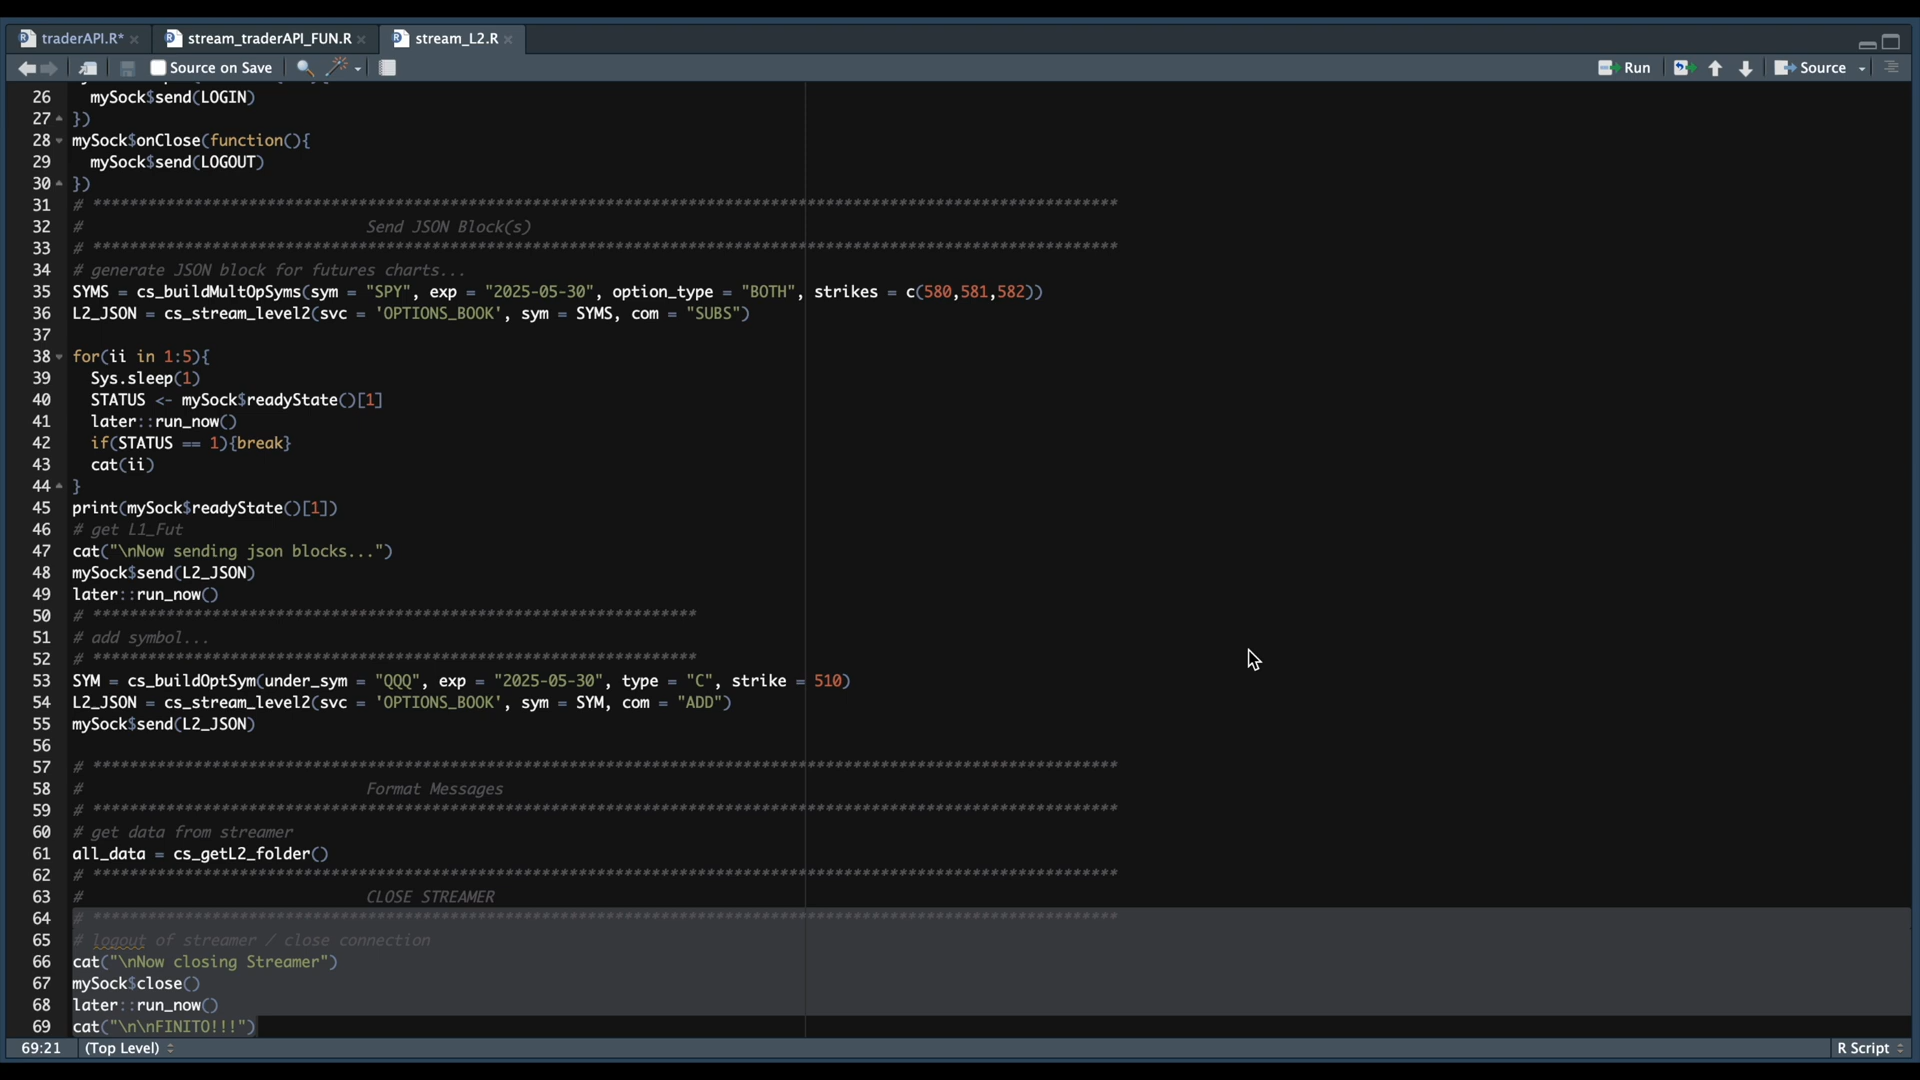 traderAPI.R*
stream_traderAPI_FUN.R
stream_L2.R
Source on Save
Run
Source
26   mySock$send(LOGIN)
27 })
28 mySock$onClose(function(){
29   mySock$send(LOGOUT)
30 })
31 # ****************************************************************************************************************
32 #                               Send JSON Block(s)
33 # ****************************************************************************************************************
34 # generate JSON block for futures charts...
35 SYMS = cs_buildMultOpSyms(sym = "SPY", exp = "2025-05-30", option_type = "BOTH", strikes = c(580,581,582))
36 L2_JSON = cs_stream_level2(svc = 'OPTIONS_BOOK', sym = SYMS, com = "SUBS")
37
38 for(ii in 1:5){
39   Sys.sleep(1)
40   STATUS <- mySock$readyState()[1]
41   later::run_now()
42   if(STATUS == 1){break}
43   cat(ii)
44 }
45 print(mySock$readyState()[1])
46 # get L1_Fut
47 cat("\nNow sending json blocks...")
48 mySock$send(L2_JSON)
49 later::run_now()
50 # ******************************************************************
51 # add symbol...
52 # ******************************************************************
53 SYM = cs_buildOptSym(under_sym = "QQQ", exp = "2025-05-30", type = "C", strike = 510)
54 L2_JSON = cs_stream_level2(svc = 'OPTIONS_BOOK', sym = SYM, com = "ADD")
55 mySock$send(L2_JSON)
56
57 # ****************************************************************************************************************
58 #                               Format Messages
59 # ****************************************************************************************************************
60 # get data from streamer
61 all_data = cs_getL2_folder()
62 # ****************************************************************************************************************
63 #                               CLOSE STREAMER
64 # ****************************************************************************************************************
65 # logout of streamer / close connection
66 cat("\nNow closing Streamer")
67 mySock$close()
68 later::run_now()
69 cat("\n\nFINITO!!!")
69:21
(Top Level)
R Script